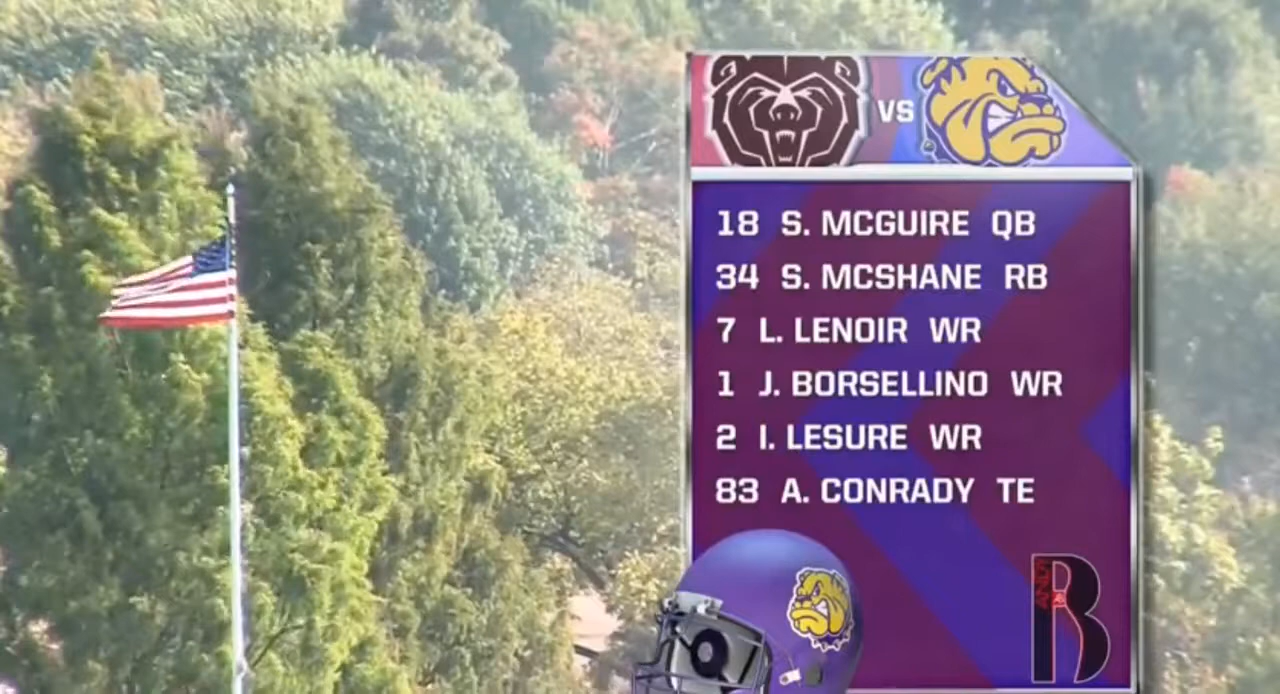 VS
18 S. MCGUIRE QB
34 S. MCSHANE RB
7 L. LENOIR WR
1 J. BORSELLINO WR
2 I. LESURE WR
83 A. CONRADY TE
B